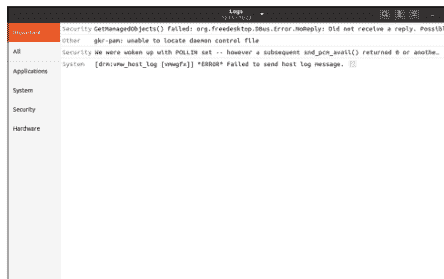 Logs
Important
Security GetManagedObjects() failed: org.freedesktop.DBus.Error.NoReply: Did not receive a reply. Possibl
Other gkr-pam: unable to locate daemon control file
All
Security We were woken up with POLLIN set -- however a subsequent snd_pcm_avail() returned 0 or anothe...
System [drm:vmw_host_log [vmwgfx]] *ERROR* Failed to send host log message.
Applications
System
Security
Hardware